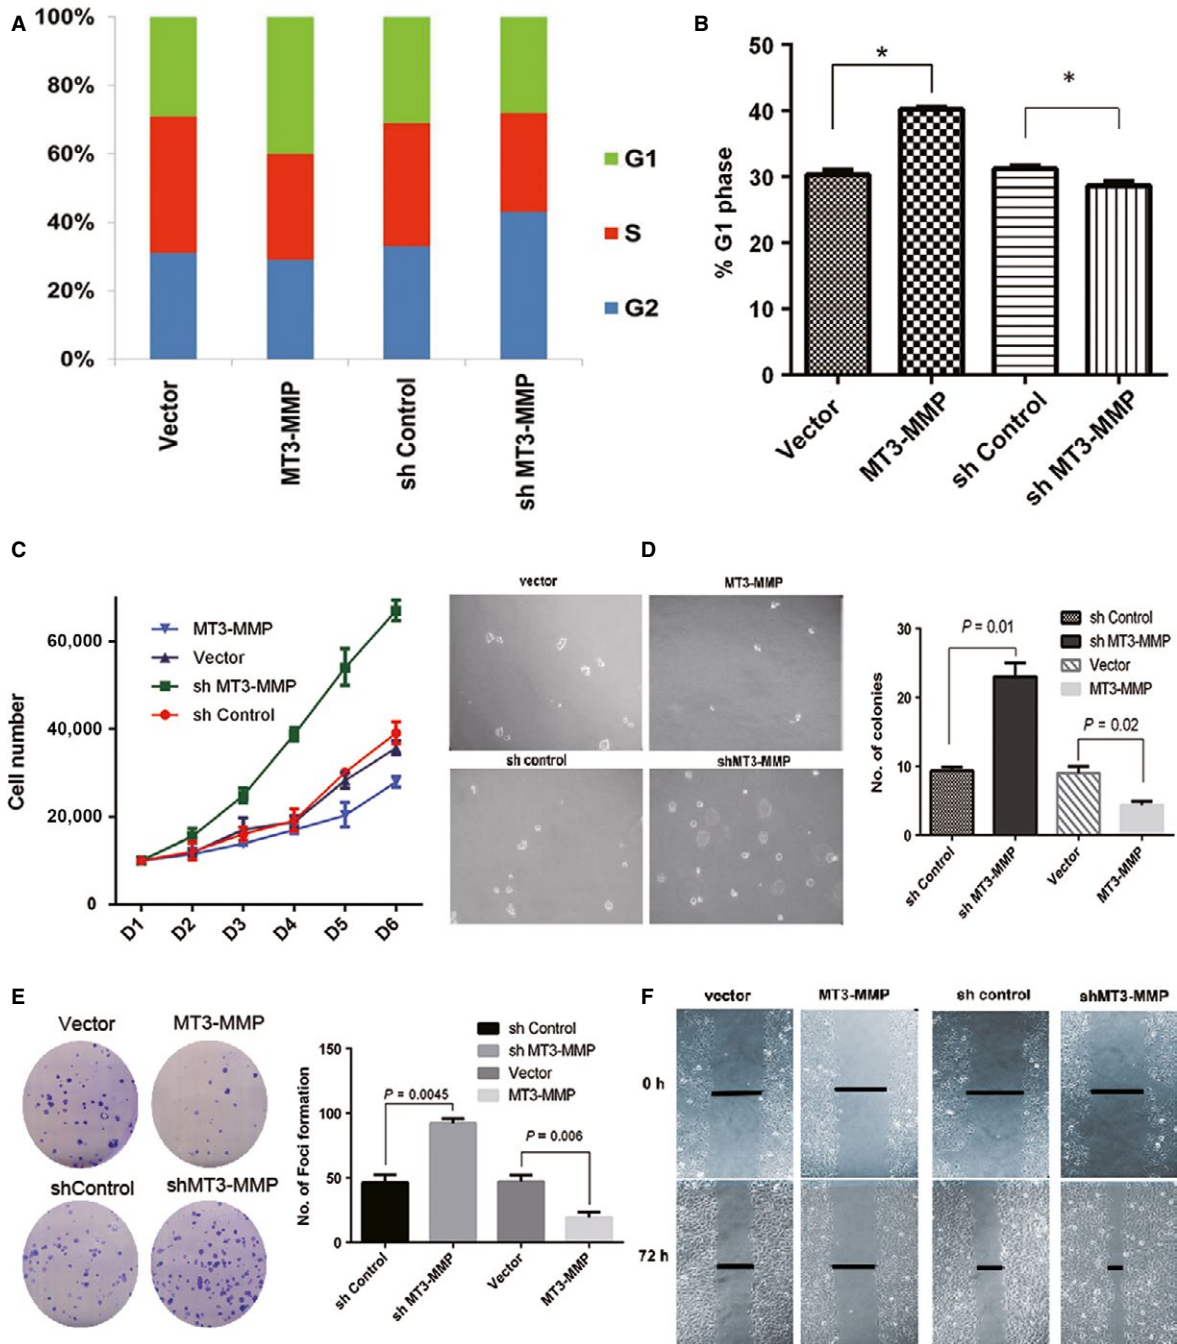 A
100%
80%
60%
40%
20%
0%
Vector
MT3-MMP
sh Control
sh MT3-MMP
G1
S
G2
B
% G1 phase
50
40
30
20
10
0
*
*
Vector
MT3-MMP
sh Control
sh MT3-MMP
C
Cell number
60,000
40,000
20,000
0
MT3-MMP
Vector
sh MT3-MMP
sh Control
D1
D2
D3
D4
D5
D6
D
vector
MT3-MMP
sh control
shMT3-MMP
No. of colonies
30
20
10
0
P = 0.01
P = 0.02
sh Control
sh MT3-MMP
Vector
MT3-MMP
sh Control
sh MT3-MMP
Vector
MT3-MMP
E
Vector
MT3-MMP
shControl
shMT3-MMP
No. of Foci formation
150
100
50
0
P = 0.0045
P = 0.006
sh Control
sh MT3-MMP
Vector
MT3-MMP
sh Control
sh MT3-MMP
Vector
MT3-MMP
F
vector
MT3-MMP
sh control
shMT3-MMP
0 h
72 h